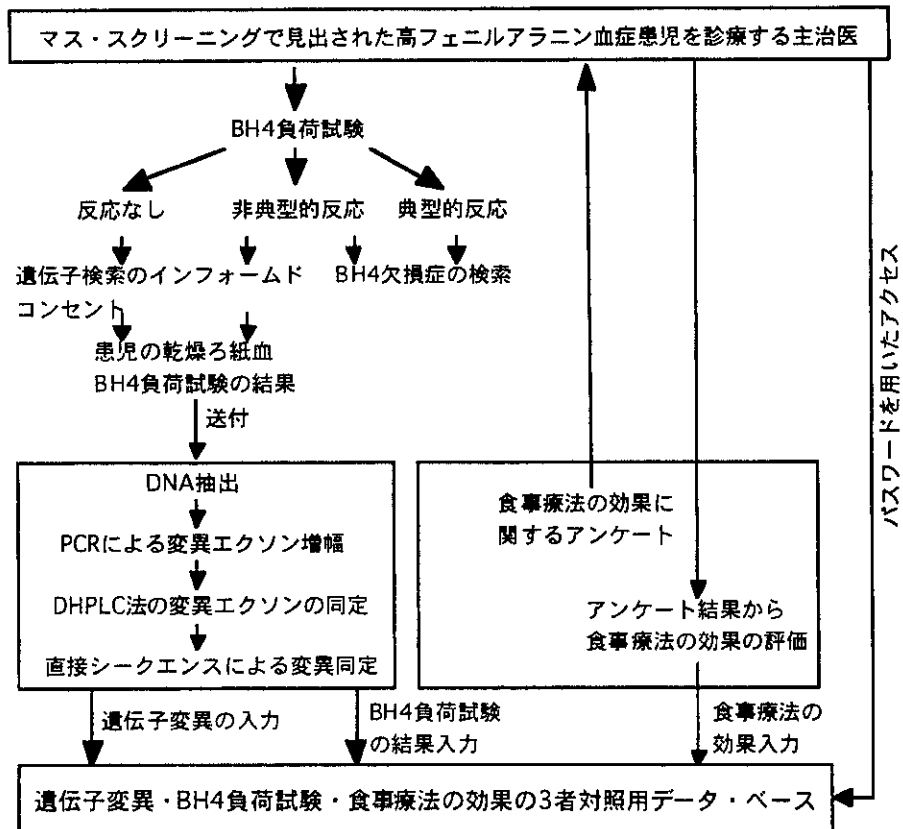 マス・スクリーニングで見出された高フェニルアラニン血症患児を診療する主治医
BH4負荷試験
反応なし
非典型的反応
典型的反応
遺伝子検索のインフォームド
コンセント
BH4欠損症の検索
患児の乾燥ろ紙血
BH4負荷試験の結果
送付
DNA抽出
PCRによる変異エクソン増幅
DHPLC法の変異エクソンの同定
直接シークエンスによる変異同定
食事療法の効果に
関するアンケート
アンケート結果から
食事療法の効果の評価
パスワードを用いたアクセス
遺伝子変異の入力
BH4負荷試験
の結果入力
食事療法の
効果入力
遺伝子変異・BH4負荷試験・食事療法の効果の3者対照用データ・ベース